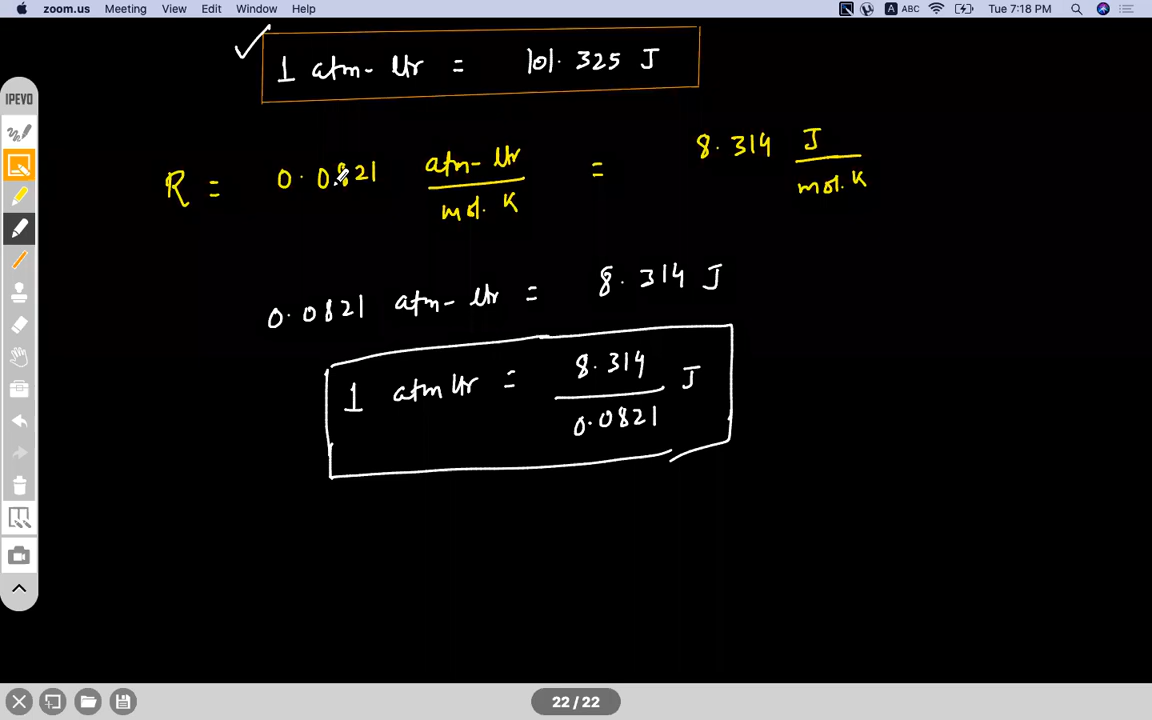 zoom.us Meeting View Edit Window Help A ABC Tue 7:18 PM
1 atm-ltr = 101.325 J
IPEVO
R = 0.0821 atm-ltr/mol.K = 8.314 J/mol.K
0.0821 atm-ltr = 8.314 J
1 atm ltr = 8.314/0.0821 J
22 / 22